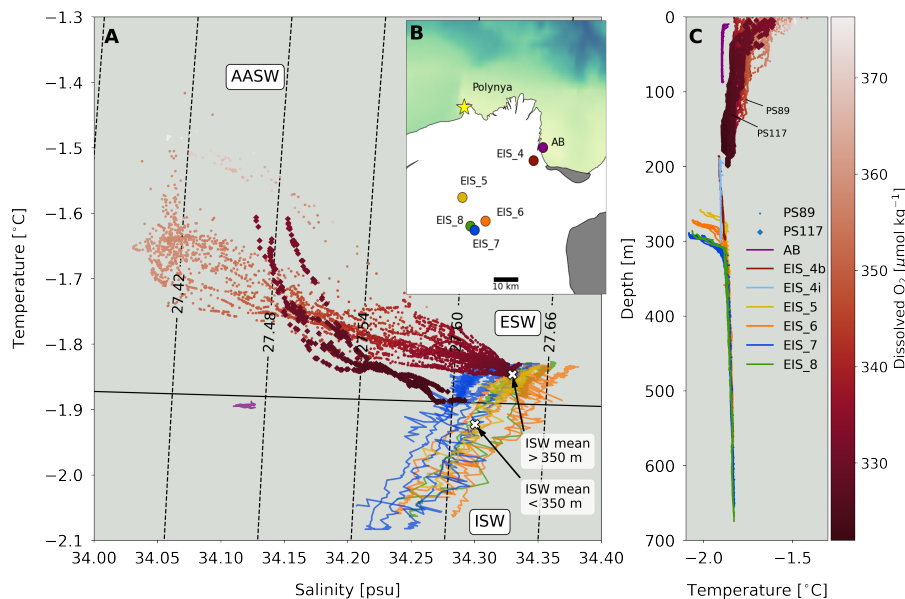 A
AASW
27.42
27.48
27.54
27.60
27.66
ESW
ISW mean
> 350 m
ISW mean
< 350 m
ISW
−1.3
−1.4
−1.5
−1.6
−1.7
−1.8
−1.9
−2.0
−2.1
Temperature [°C]
34.00
34.05
34.10
34.15
34.20
34.25
34.30
34.35
34.40
Salinity [psu]
B
Polynya
AB
EIS_4
EIS_5
EIS_6
EIS_8
EIS_7
10 km
C
0
100
200
300
400
500
600
700
Depth [m]
PS89
PS117
PS89
PS117
AB
EIS_4b
EIS_4i
EIS_5
EIS_6
EIS_7
EIS_8
−2.0
−1.5
Temperature [°C]
370
360
350
340
330
Dissolved O₂ [μmol kg⁻¹]